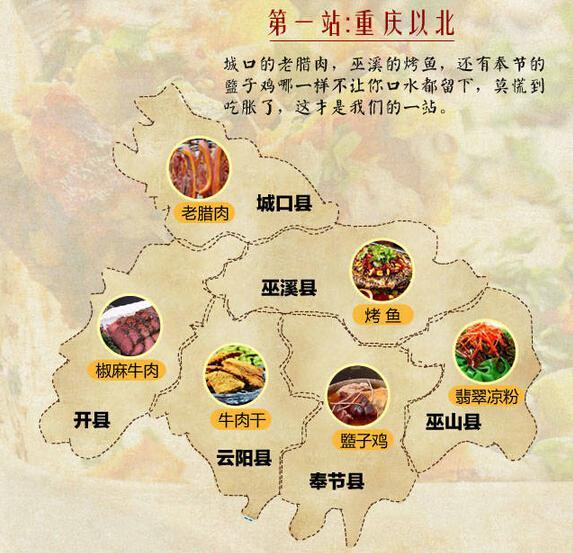 第一站:重庆以北
城口的老腊肉，巫溪的烤鱼，还有奉节的
盬子鸡哪一样不让你口水都留下，莫慌到
吃胀了，这才是我们的一站。
老腊肉
城口县
巫溪县
烤鱼
椒麻牛肉
开县
牛肉干
云阳县
盬子鸡
奉节县
翡翠凉粉
巫山县